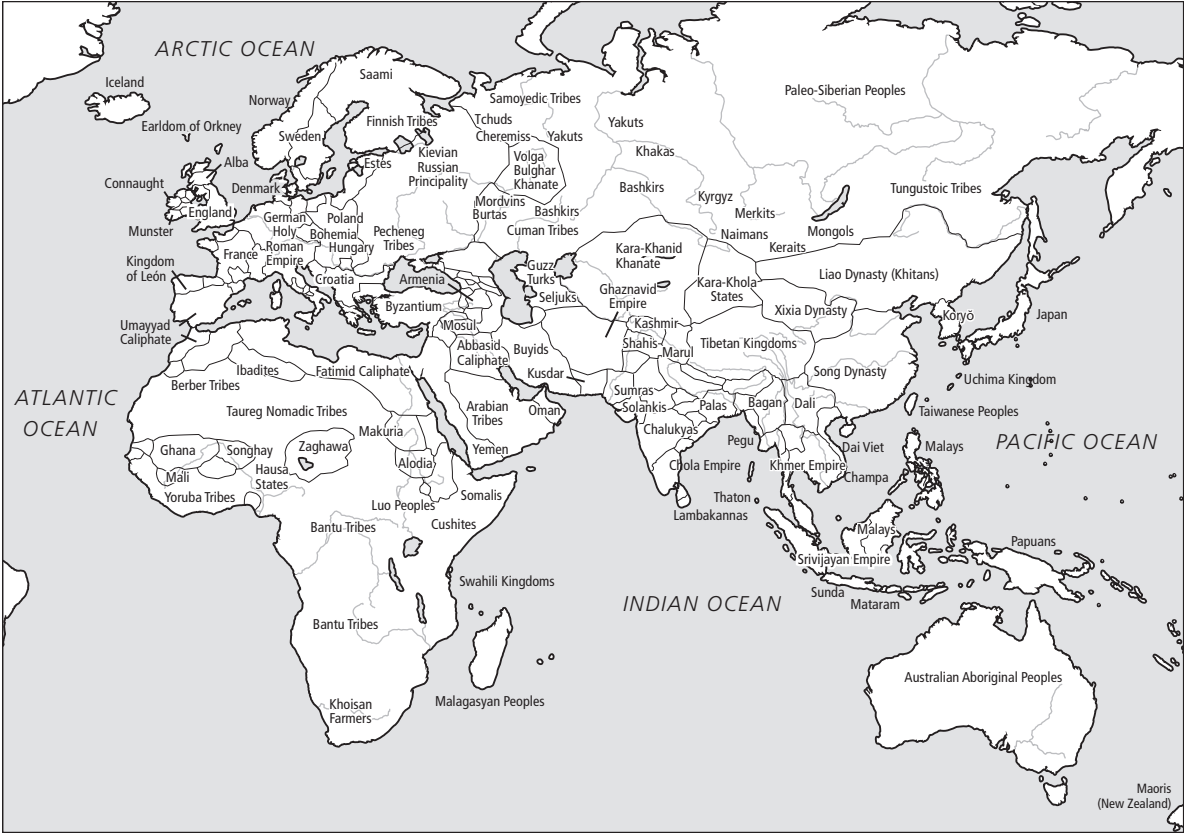 ARCTIC OCEAN
Iceland
Saami
Norway
Samoyedic Tribes
Paleo-Siberian Peoples
Earldom of Orkney
Finnish Tribes
Tchuds
Yakuts
Sweden
Cheremiss
Yakuts
Alba
Estes
Kievian
Russian
Principality
Volga
Bulghar
Khanate
Khakas
Connaught
Denmark
Bashkirs
Kyrgyz
Tungustoic Tribes
England
German
Holy
Roman
Empire
Poland
Bohemia
Mordvins
Burtas
Bashkirs
Merkits
Munster
Hungary
Pecheneg
Tribes
Cuman Tribes
Naimans
Mongols
Keraits
France
Kara-Khanid
Khanate
Kingdom
of León
Croatia
Armenia
Guzz
Turks
Kara-Khola
States
Liao Dynasty (Khitans)
Byzantium
Seljuks
Ghaznavid
Empire
Xixia Dynasty
Koryō
Japan
Umayyad
Caliphate
Mosul
Kashmir
Abbasid
Caliphate
Buyids
Shahis
Marul
Tibetan Kingdoms
Ibadites
Fatimid Caliphate
Kusdar
Song Dynasty
Uchima Kingdom
Berber Tribes
Sumras
ATLANTIC
OCEAN
Taureg Nomadic Tribes
Arabian
Tribes
Oman
Solankis
Palas
Bagan
Dali
Taiwanese Peoples
Makuria
Chalukyas
Ghana
Songhay
Zaghawa
Yemen
Pegu
Dai Viet
Malays
PACIFIC OCEAN
Mali
Hausa
States
Alodia
Chola Empire
Khmer Empire
Champa
Yoruba Tribes
Luo Peoples
Somalis
Thaton
Lambakannas
Bantu Tribes
Cushites
Malays
Papuans
Srivijayan Empire
Swahili Kingdoms
Sunda
Mataram
INDIAN OCEAN
Bantu Tribes
Australian Aboriginal Peoples
Khoisan
Farmers
Malagasyan Peoples
Maoris
(New Zealand)